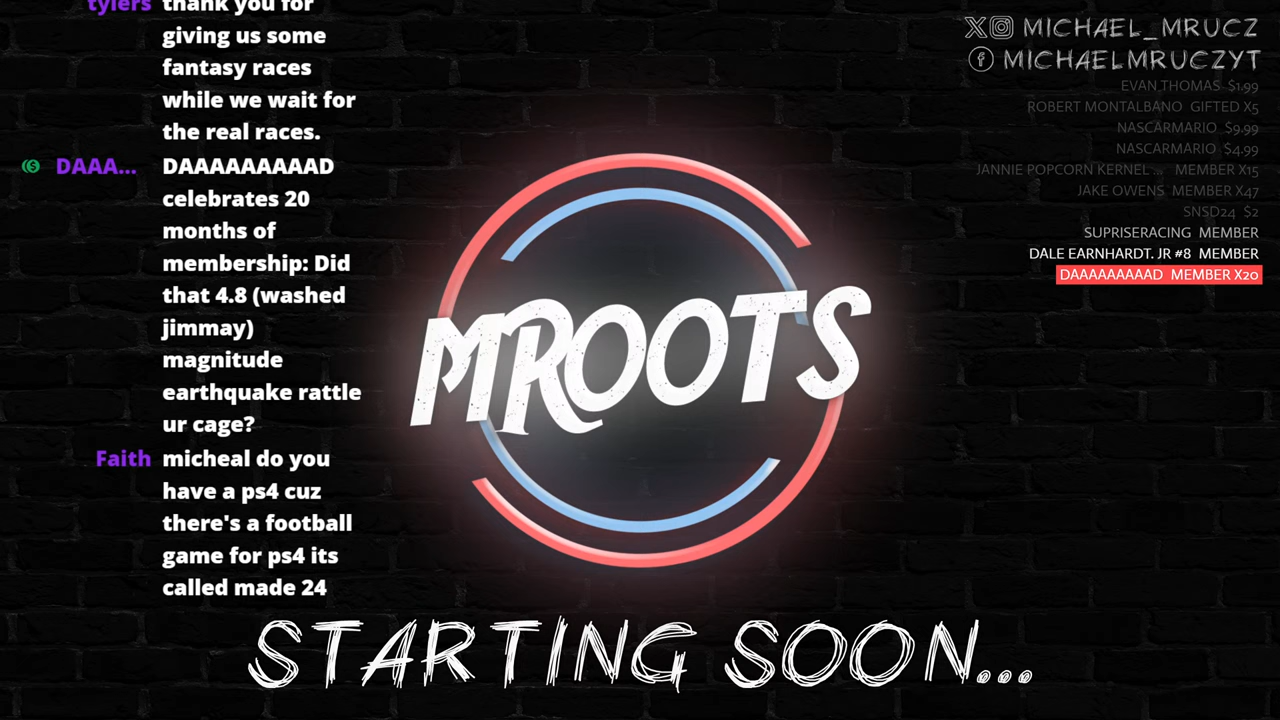 tylers thank you for
giving us some
fantasy races
while we wait for
the real races.
DAAA... DAAAAAAAAAD
celebrates 20
months of
membership: Did
that 4.8 (washed
jimmay)
magnitude
earthquake rattle
ur cage?
Faith micheal do you
have a ps4 cuz
there's a football
game for ps4 its
called made 24
MICHAEL_MRUCZ
MICHAELMRUCZYT
EVAN THOMAS $1.99
ROBERT MONTALBANO GIFTED X5
NASCARMARIO $9.99
NASCARMARIO $4.99
JANNIE POPCORN KERNEL ... MEMBER X15
JAKE OWENS MEMBER X47
SNSD24 $2
SUPRISERACING MEMBER
DALE EARNHARDT. JR #8 MEMBER
DAAAAAAAAAD MEMBER X20
MROOTS
STARTING SOON...